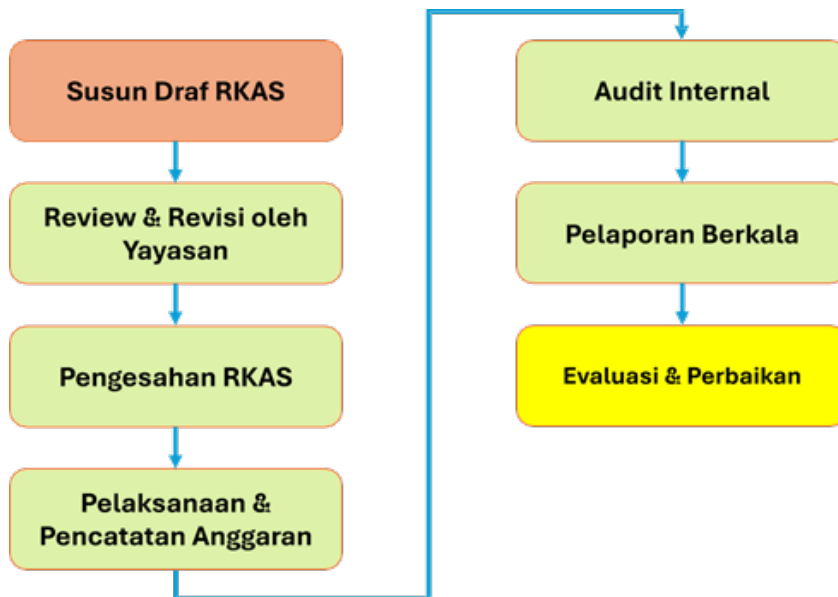 Susun Draf RKAS
Review & Revisi oleh
Yayasan
Pengesahan RKAS
Pelaksanaan &
Pencatatan Anggaran
Audit Internal
Pelaporan Berkala
Evaluasi & Perbaikan